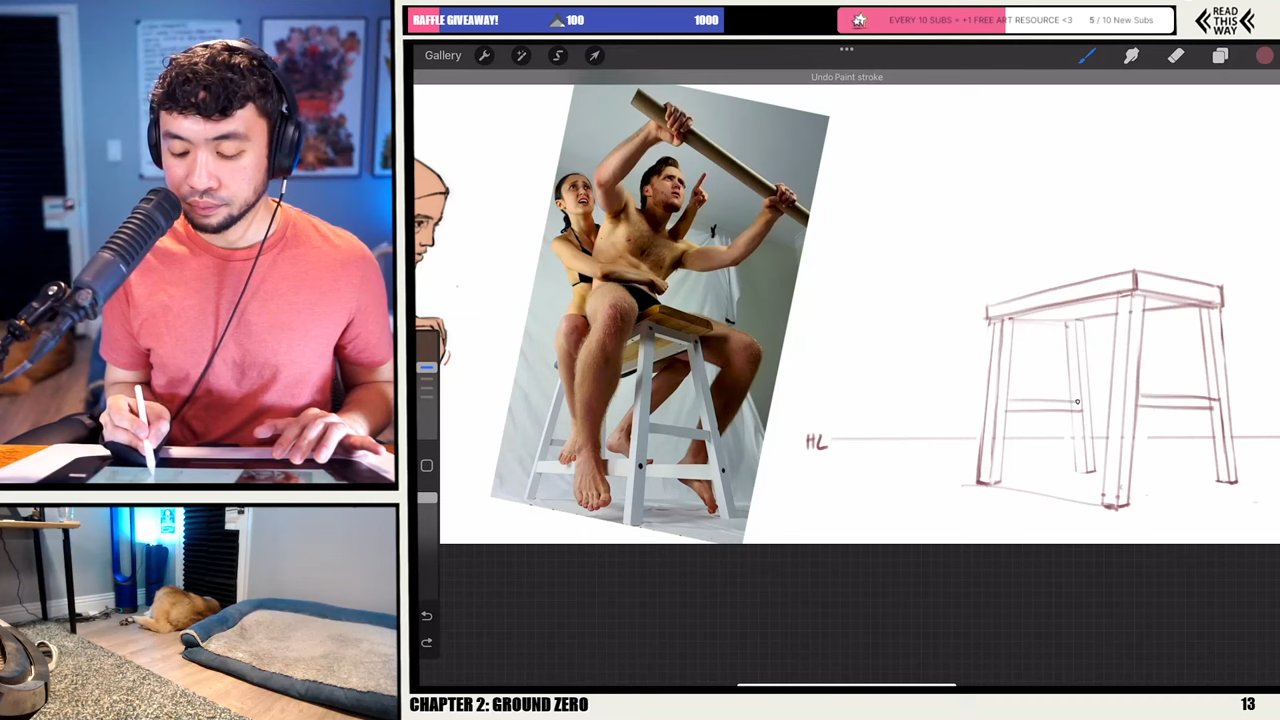 RAFFLE GIVEAWAY!
100
1000
EVERY 10 SUBS = +1 FREE ART RESOURCE <3
5 / 10 New Subs
READ
THIS
WAY
Gallery
Undo Paint stroke
HL
CHAPTER 2: GROUND ZERO
13